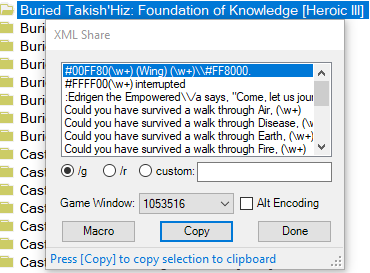 Buried Takish'Hiz: Foundation of Knowledge [Heroic III]
Buri
XML Share
#00FF80(\w+) (Wing) (\w+)\\#FF8000.
#FFFF00(\w+) interrupted
:Edrigen the Empowered\\/a says, "Come, let us jour
Could you have survived a walk through Air, (\w+)
Could you have survived a walk through Disease, (\w+
Could you have survived a walk through Earth, (\w+)
Could you have survived a walk through Fire, (\w+)
/g /r custom:
Game Window: 1053516 Alt Encoding
Macro Copy Done
Press [Copy] to copy selection to clipboard
Buri
Buri
Buri
Buri
Buri
Cast
Cast
Cast
Cast
Cast
Cast